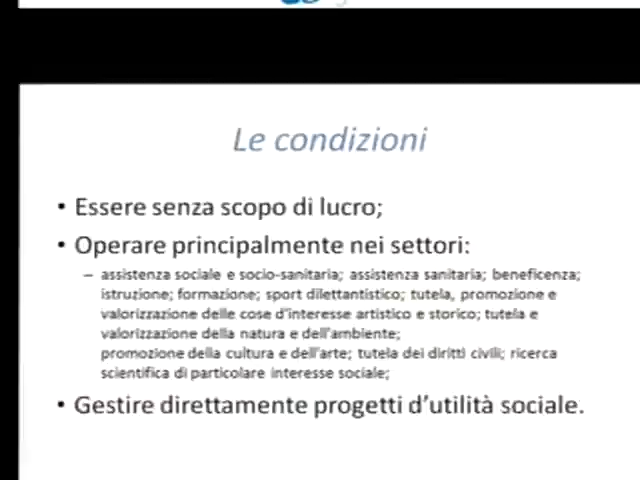 Le condizioni
• Essere senza scopo di lucro;
• Operare principalmente nei settori:
– assistenza sociale e socio-sanitaria; assistenza sanitaria; beneficenza;
istruzione; formazione; sport dilettantistico; tutela, promozione e
valorizzazione delle cose d'interesse artistico e storico; tutela e
valorizzazione della natura e dell'ambiente;
promozione della cultura e dell'arte; tutela dei diritti civili; ricerca
scientifica di particolare interesse sociale;
• Gestire direttamente progetti d'utilità sociale.